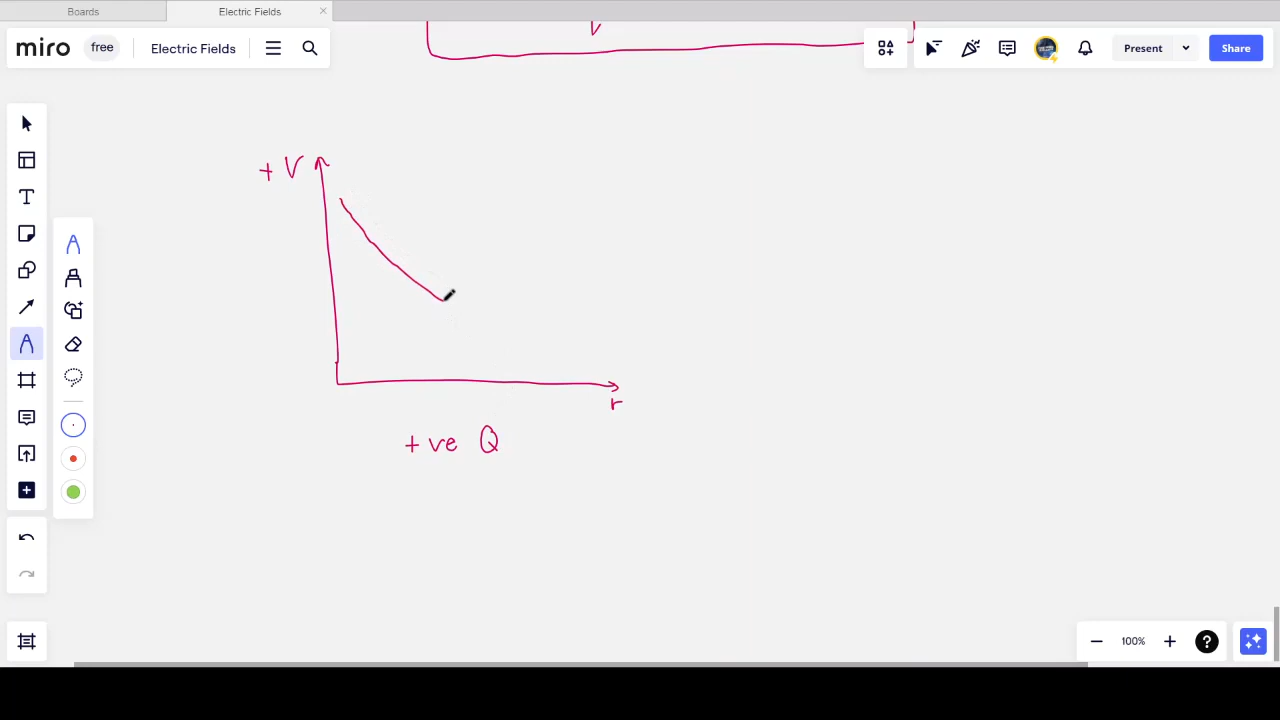 Boards
Electric Fields
miro free Electric Fields
Present
Share
V
+ V
r
+ve Q
100%